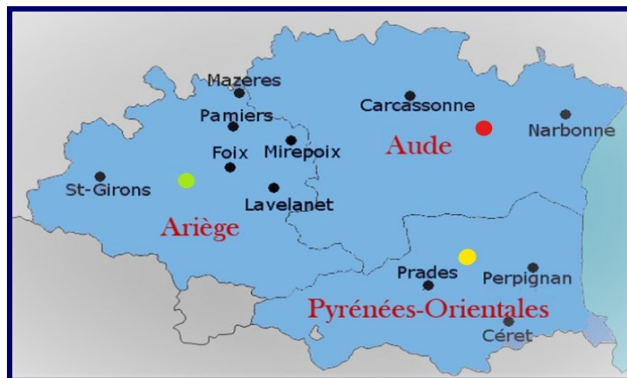 Mazeres
Carcassonne
Pamiers
Narbonne
Aude
Foix
Mirepoix
St-Girons
Lavelanet
Ariège
Prades
Perpignan
Pyrénées-Orientales
Céret